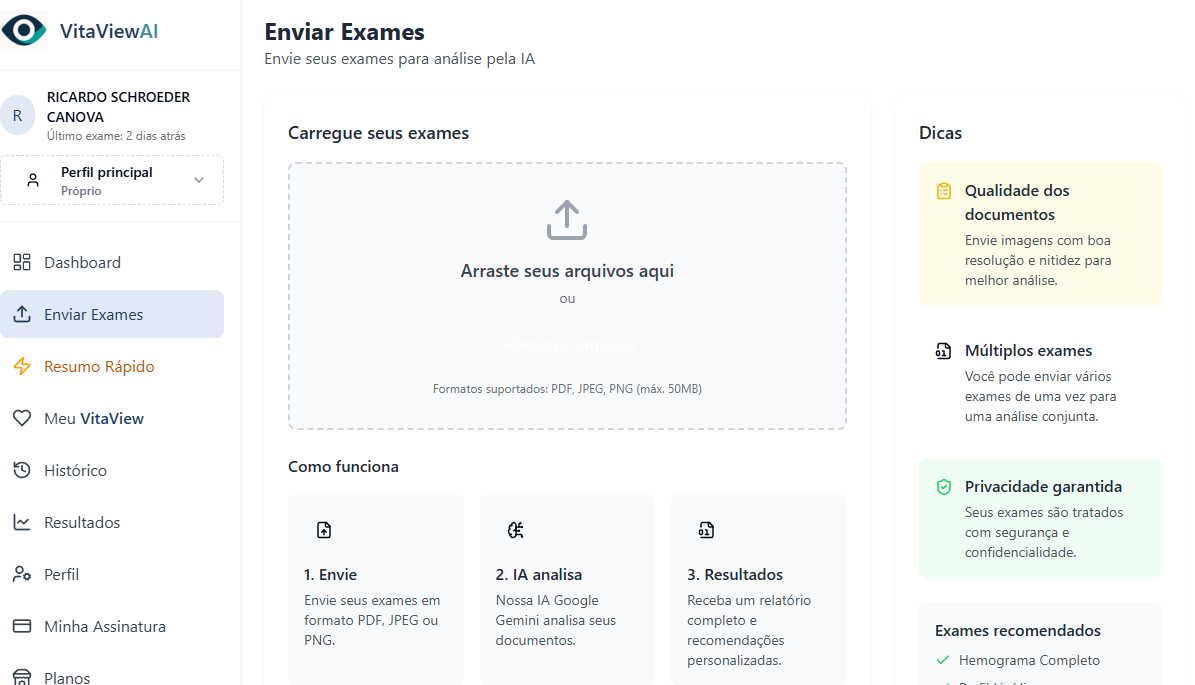 VitaViewAI
R
RICARDO SCHROEDER
CANOVA
Último exame: 2 dias atrás
Perfil principal
Próprio
Dashboard
Enviar Exames
Resumo Rápido
Meu VitaView
Histórico
Resultados
Perfil
Minha Assinatura
Planos
Enviar Exames
Envie seus exames para análise pela IA
Carregue seus exames
Arraste seus arquivos aqui
ou
Selecionar arquivos
Formatos suportados: PDF, JPEG, PNG (máx. 50MB)
Como funciona
1. Envie
Envie seus exames em
formato PDF, JPEG ou
PNG.
2. IA analisa
Nossa IA Google
Gemini analisa seus
documentos.
3. Resultados
Receba um relatório
completo e
recomendações
personalizadas.
Dicas
Qualidade dos
documentos
Envie imagens com boa
resolução e nitidez para
melhor análise.
Múltiplos exames
Você pode enviar vários
exames de uma vez para
uma análise conjunta.
Privacidade garantida
Seus exames são tratados
com segurança e
confidencialidade.
Exames recomendados
Hemograma Completo